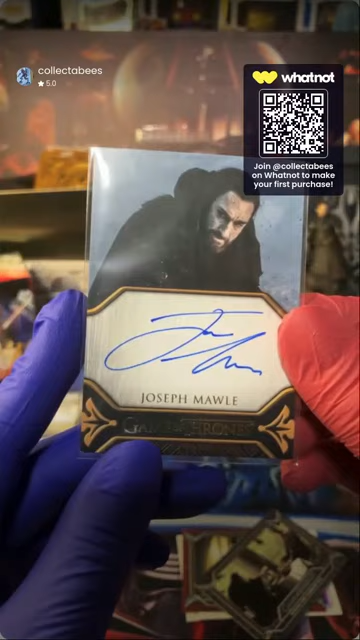 collectabees
★ 5.0
whatnot
Join @collectabees
on Whatnot to make
your first purchase!
JOSEPH MAWLE
GAME OF THRONES